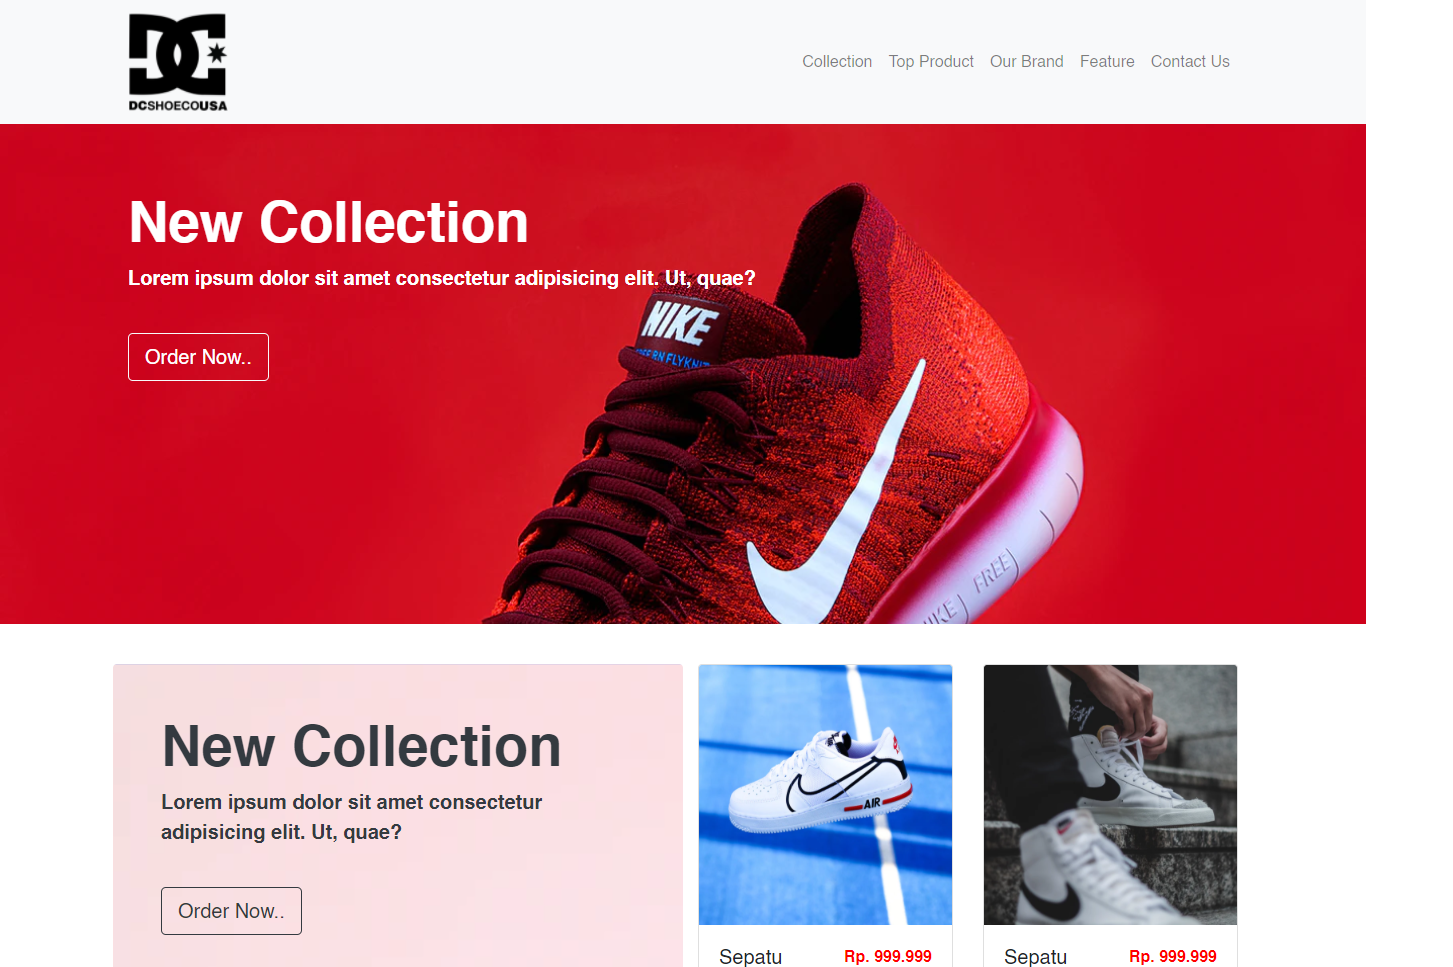 DCSHOECOUSA
Collection Top Product Our Brand Feature Contact Us
New Collection
Lorem ipsum dolor sit amet consectetur adipisicing elit. Ut, quae?
NIKE
Order Now..
FREE
NIKE
New Collection
Lorem ipsum dolor sit amet consectetur
adipisicing elit. Ut, quae?
Order Now..
AIR
Sepatu Rp. 999.999
Sepatu Rp. 999.999